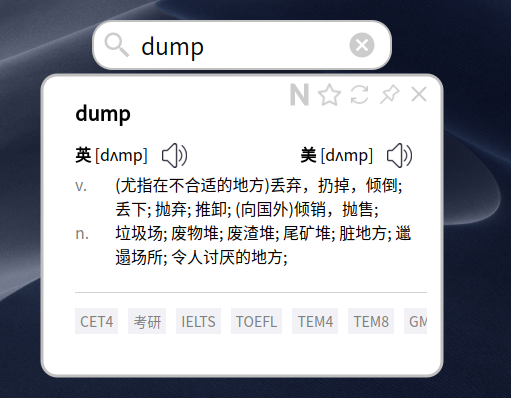 dump
N
dump
英 [dʌmp] 美 [dʌmp]
v. (尤指在不合适的地方)丢弃，扔掉，倾倒;
丢下; 抛弃; 推卸; (向国外)倾销，抛售;
n. 垃圾场; 废物堆; 废渣堆; 尾矿堆; 脏地方; 邋
遢场所; 令人讨厌的地方;
CET4 考研 IELTS TOEFL TEM4 TEM8 GM